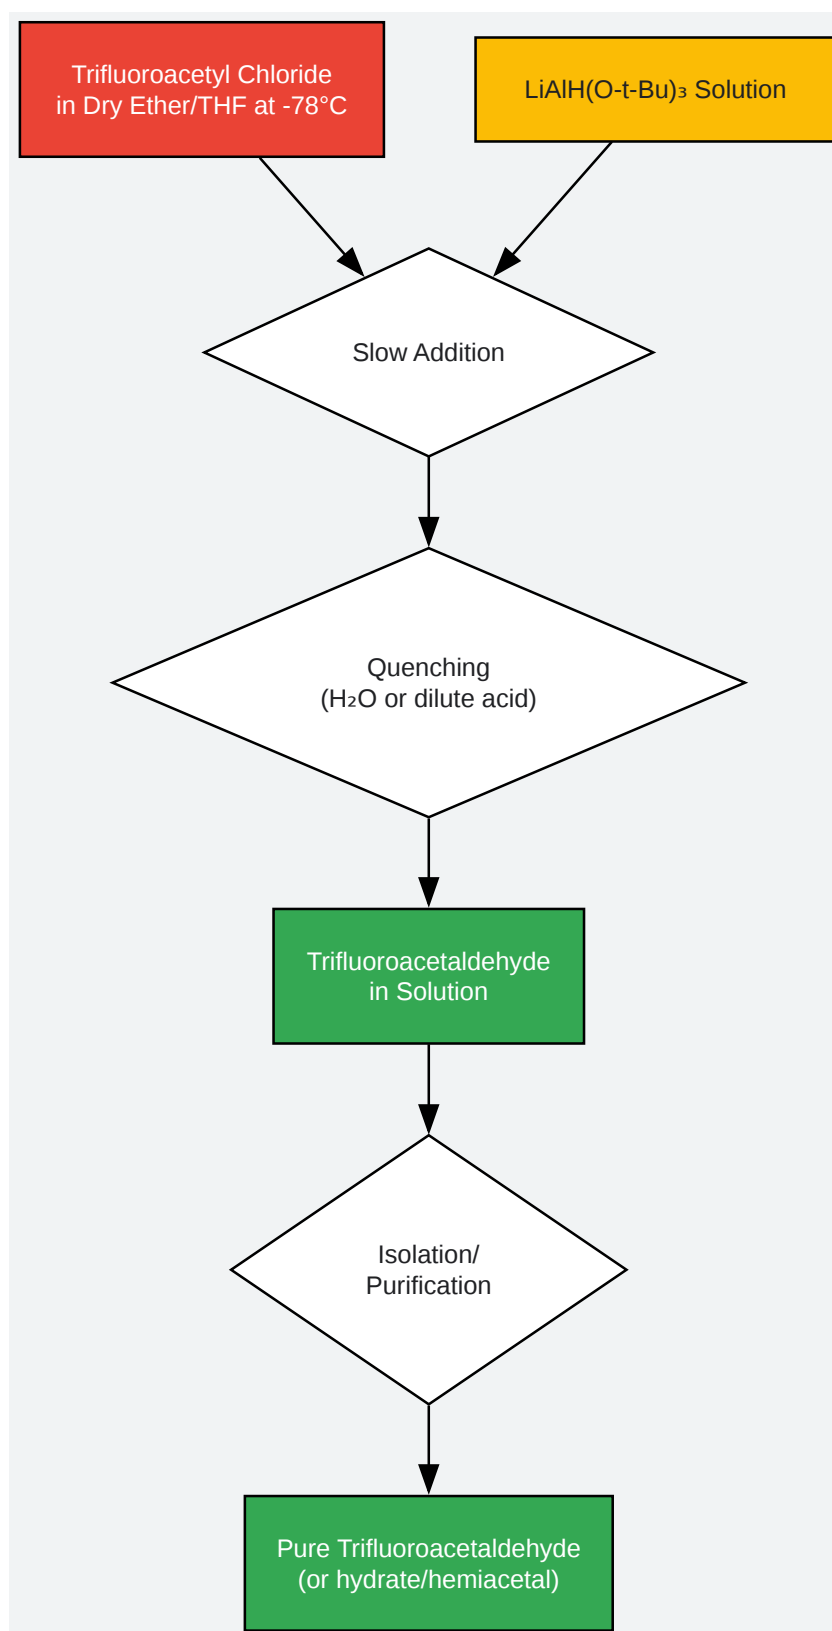 Trifluoroacetyl Chloride
in Dry Ether/THF at -78°C
LiAlH(O-t-Bu)₃ Solution
Slow Addition
Quenching
(H₂O or dilute acid)
Trifluoroacetaldehyde
in Solution
Isolation/
Purification
Pure Trifluoroacetaldehyde
(or hydrate/hemiacetal)